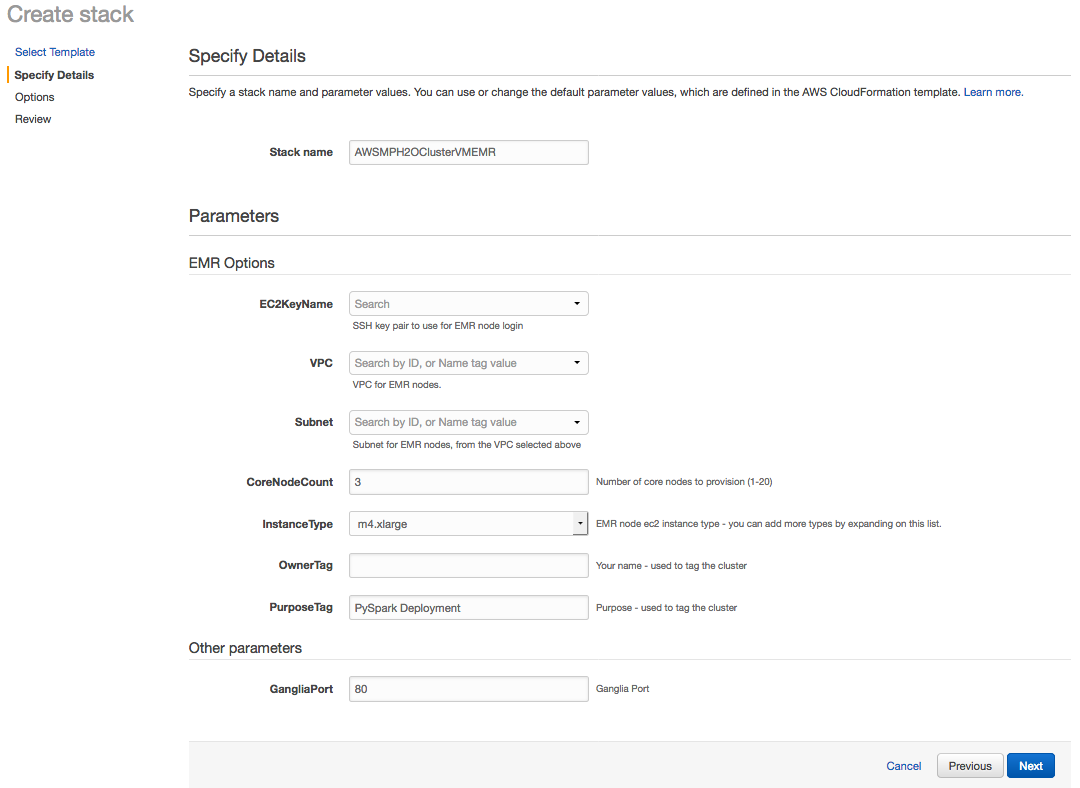 Create stack
Select Template
Specify Details
Options
Review
Specify Details
Specify a stack name and parameter values. You can use or change the default parameter values, which are defined in the AWS CloudFormation template. Learn more.
Stack name AWSMPH2OClusterVMEMR
Parameters
EMR Options
EC2KeyName Search
SSH key pair to use for EMR node login
VPC Search by ID, or Name tag value
VPC for EMR nodes.
Subnet Search by ID, or Name tag value
Subnet for EMR nodes, from the VPC selected above
CoreNodeCount 3 Number of core nodes to provision (1-20)
InstanceType m4.xlarge EMR node ec2 instance type - you can add more types by expanding on this list.
OwnerTag Your name - used to tag the cluster
PurposeTag PySpark Deployment Purpose - used to tag the cluster
Other parameters
GangliaPort 80 Ganglia Port
Cancel Previous Next